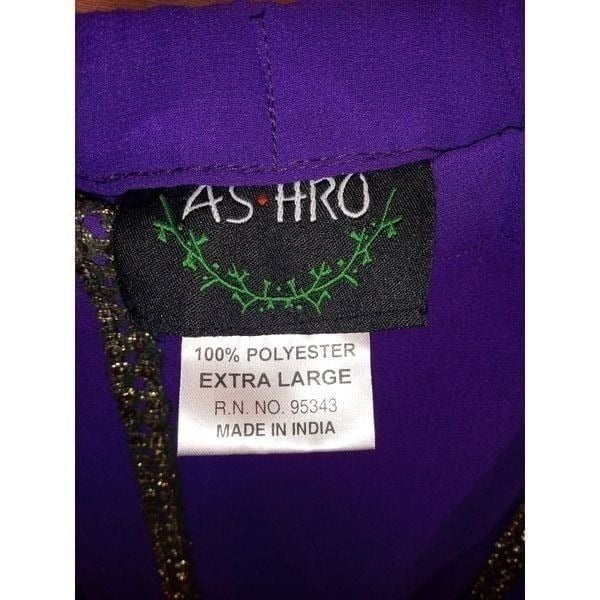 AS•HRO
100% POLYESTER
EXTRA LARGE
R.N. NO. 95343
MADE IN INDIA